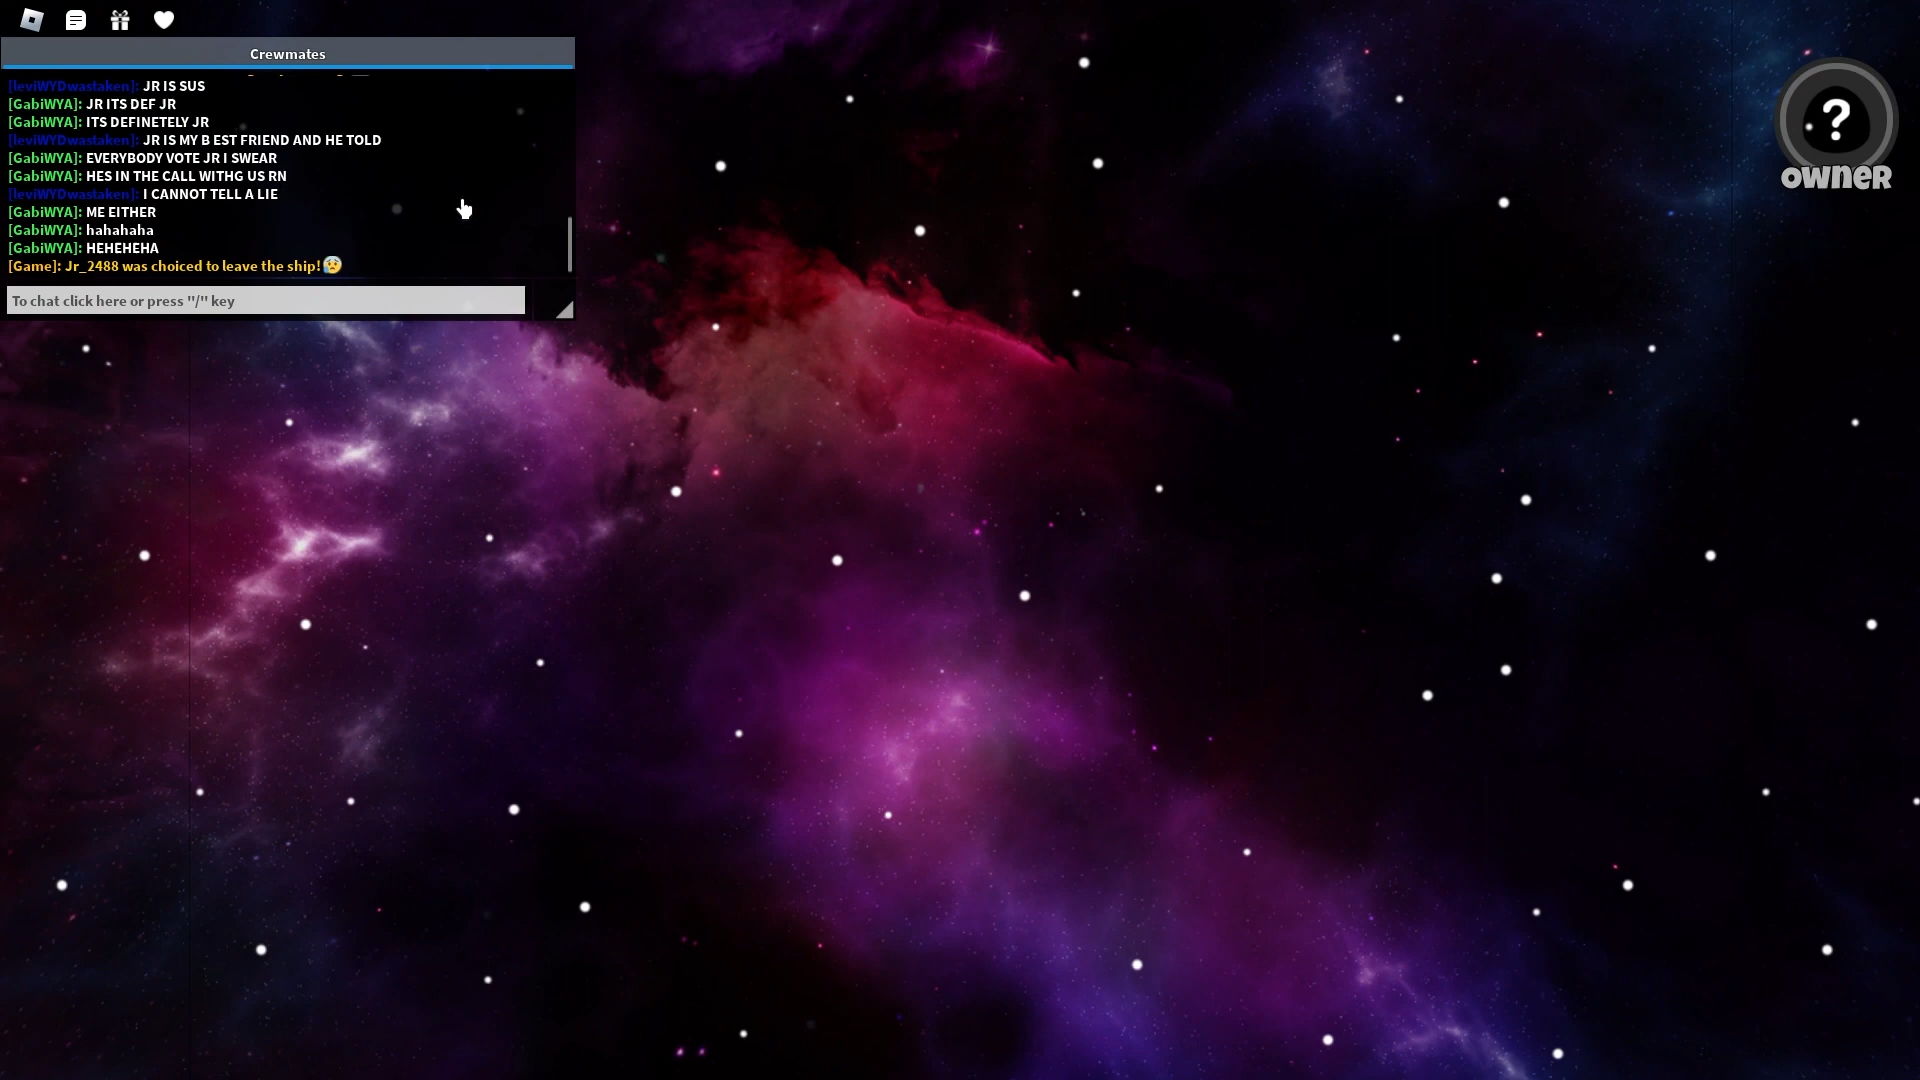 Crewmates
[leviWYDwastaken]: JR IS SUS
[GabiWYA]: JR ITS DEF JR
[GabiWYA]: ITS DEFINETELY JR
[leviWYDwastaken]: JR IS MY B EST FRIEND AND HE TOLD
[GabiWYA]: EVERYBODY VOTE JR I SWEAR
[GabiWYA]: HES IN THE CALL WITHG US RN
[leviWYDwastaken]: I CANNOT TELL A LIE
[GabiWYA]: ME EITHER
[GabiWYA]: hahahaha
[GabiWYA]: HEHEHEHA
[Game]: Jr_2488 was choiced to leave the ship!😰
To chat click here or press "/" key
?
OWNER